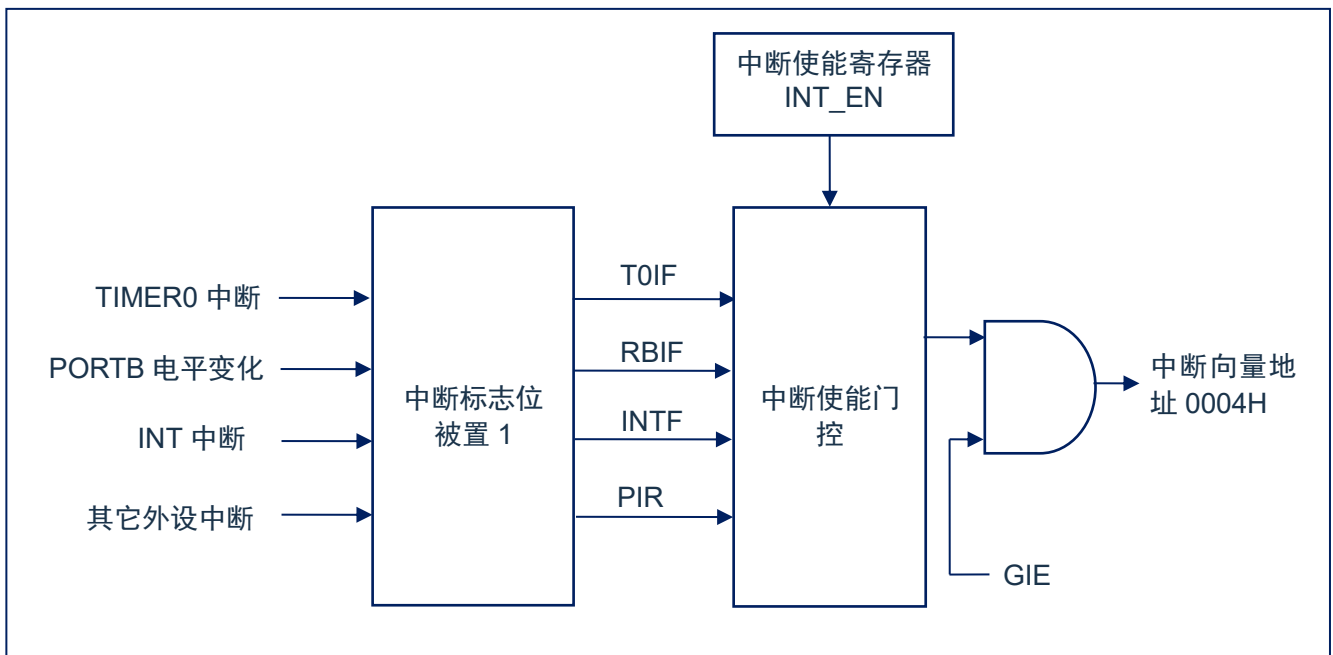 中断使能寄存器
INT_EN
TIMER0 中断
PORTB 电平变化
INT 中断
其它外设中断
中断标志位
被置 1
T0IF
RBIF
INTF
PIR
中断使能门
控
GIE
中断向量地
址 0004H